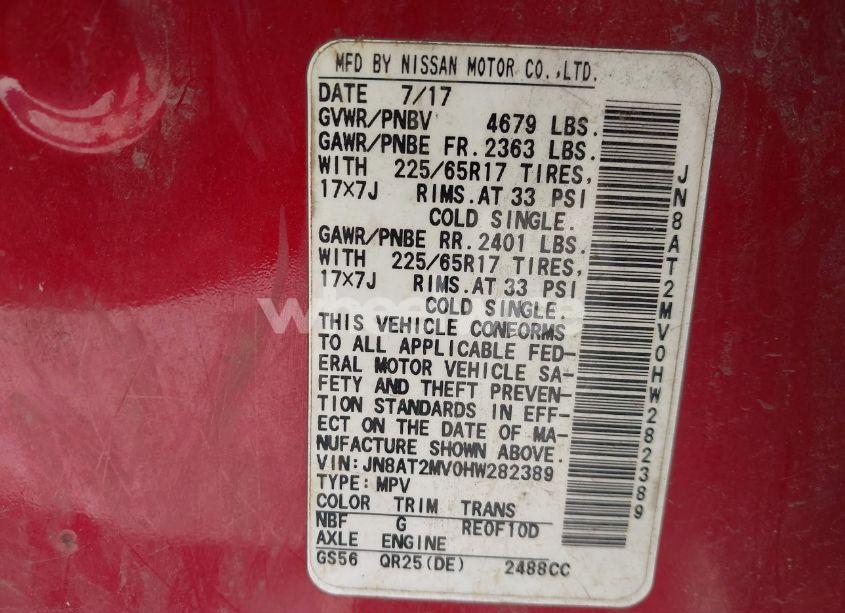 MFD BY NISSAN MOTOR CO.,LTD.
DATE 7/17
GVWR/PNBV 4679 LBS.
GAWR/PNBE FR. 2363 LBS.
WITH 225/65R17 TIRES,
17×7J RIMS. AT 33 PSI
COLD SINGLE.
GAWR/PNBE RR. 2401 LBS.
WITH 225/65R17 TIRES,
17×7J RIMS. AT 33 PSI
COLD SINGLE.
THIS VEHICLE CONFORMS
TO ALL APPLICABLE FED-
ERAL MOTOR VEHICLE SA-
FETY AND THEFT PREVEN-
TION STANDARDS IN EFF-
ECT ON THE DATE OF MA-
NUFACTURE SHOWN ABOVE.
VIN: JN8AT2MV0HW282389
TYPE: MPV
COLOR TRIM TRANS
NBF G RE0F10D
AXLE ENGINE
GS56 QR25(DE) 2488CC
JN8AT2MV0HW282389